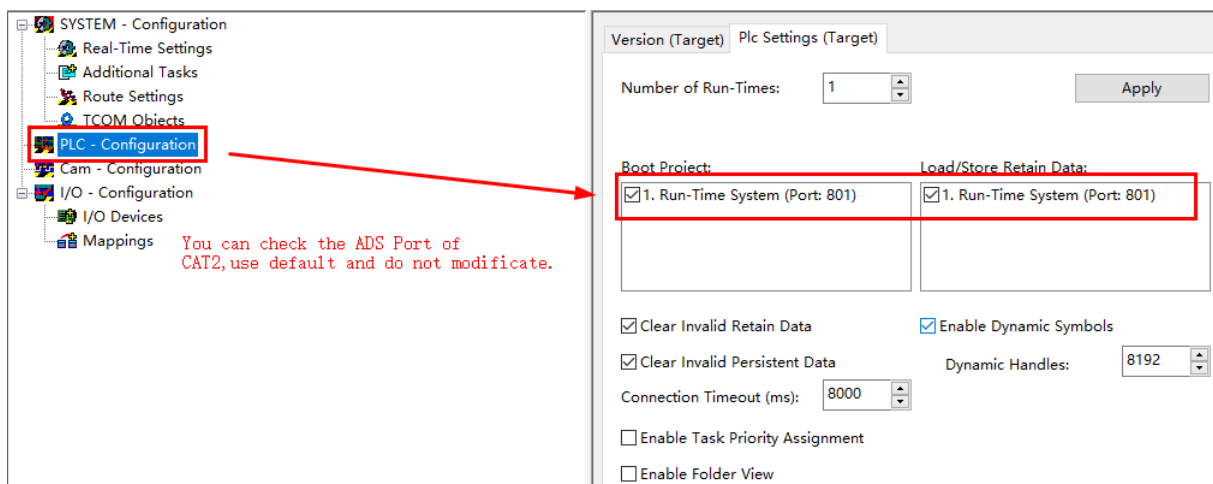 SYSTEM - Configuration
Real-Time Settings
Additional Tasks
Route Settings
TCOM Objects
PLC - Configuration
Cam - Configuration
I/O - Configuration
I/O Devices
Mappings
You can check the ADS Port of
CAT2,use default and do not modificate.
Version (Target) Plc Settings (Target)
Number of Run-Times: 1 Apply
Boot Project: Load/Store Retain Data:
1. Run-Time System (Port: 801) 1. Run-Time System (Port: 801)
Clear Invalid Retain Data Enable Dynamic Symbols
Clear Invalid Persistent Data Dynamic Handles: 8192
Connection Timeout (ms): 8000
Enable Task Priority Assignment
Enable Folder View